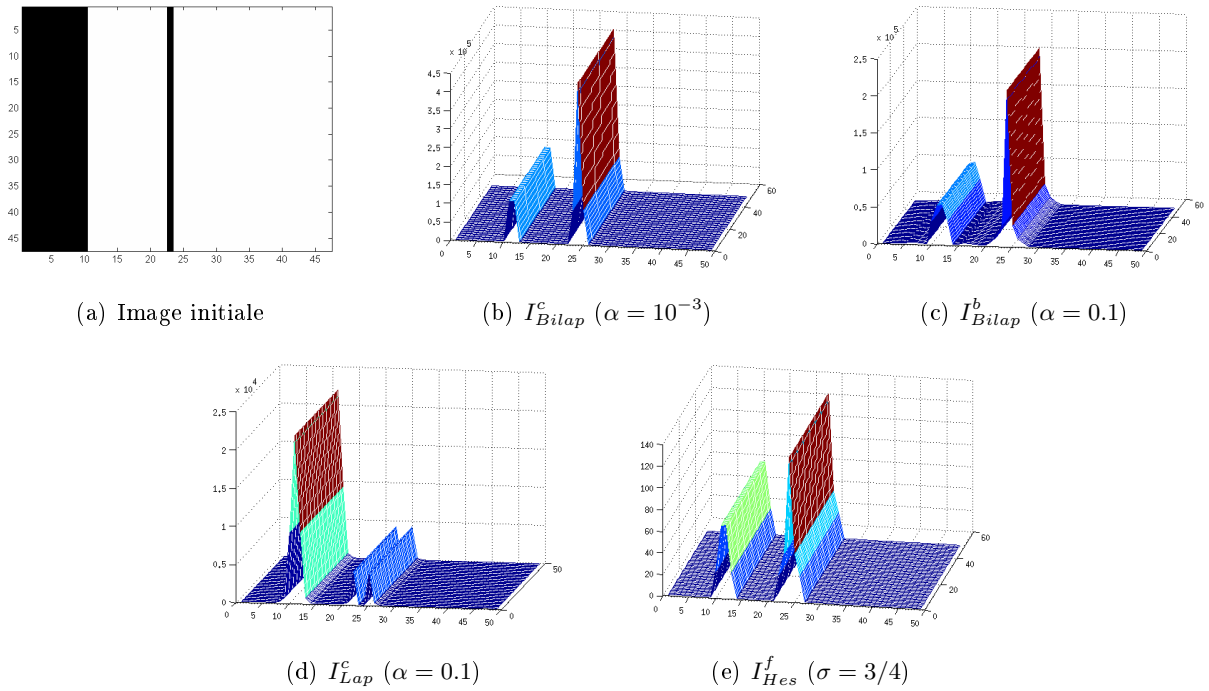 5
10
15
20
25
30
35
40
45
5 10 15 20 25 30 35 40 45
(a) Image initiale
x 10^5
4.5
4
3.5
3
2.5
2
1.5
1
0.5
0
0 5 10 15 20 25 30 35 40 45 50
0 20 40 60
(b) I^c_{Bilap} (α = 10^{-3})
x 10^5
2.5
2
1.5
1
0.5
0
0 5 10 15 20 25 30 35 40 45 50
0 20 40 60
(c) I^b_{Bilap} (α = 0.1)
x 10^4
2.5
2
1.5
1
0.5
0
0 5 10 15 20 25 30 35 40 45 50
0 50
(d) I^c_{Lap} (α = 0.1)
140
120
100
80
60
40
20
0
0 5 10 15 20 25 30 35 40 45 50
0 20 40 60
(e) I^f_{Hes} (σ = 3/4)